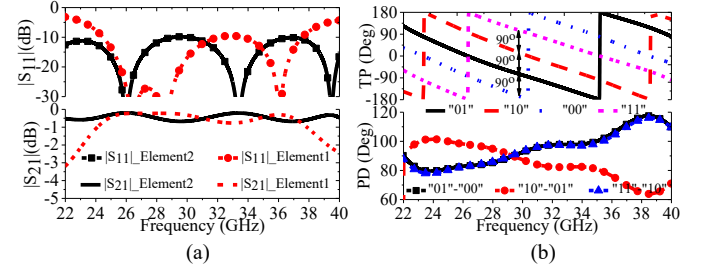 0
-10
-20
-30
|S11|(dB)
0
-1
-2
-3
-4
-5
|S21|(dB)
|S11|_Element2
|S11|_Element1
|S21|_Element2
|S21|_Element1
22 24 26 28 30 32 34 36 38 40
Frequency (GHz)
(a)
180
90
0
-90
-180
TP (Deg)
90°
90°
90°
"01" "10" "00" "11"
120
100
80
60
PD (Deg)
"01"-"00" "10"-"01" "11"-"10"
22 24 26 28 30 32 34 36 38 40
Frequency (GHz)
(b)